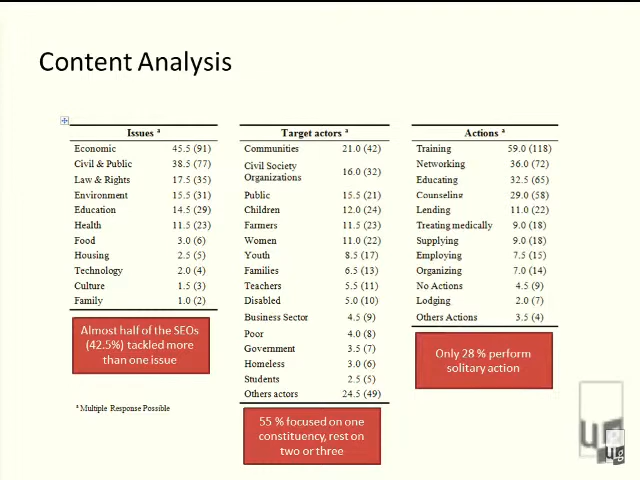 Content Analysis
Issues a
Economic 45.5 (91)
Civil & Public 38.5 (77)
Law & Rights 17.5 (35)
Environment 15.5 (31)
Education 14.5 (29)
Health 11.5 (23)
Food 3.0 (6)
Housing 2.5 (5)
Technology 2.0 (4)
Culture 1.5 (3)
Family 1.0 (2)
Almost half of the SEOs
(42.5%) tackled more
than one issue
a Multiple Response Possible
Target actors a
Communities 21.0 (42)
Civil Society
Organizations 16.0 (32)
Public 15.5 (21)
Children 12.0 (24)
Farmers 11.5 (23)
Women 11.0 (22)
Youth 8.5 (17)
Families 6.5 (13)
Teachers 5.5 (11)
Disabled 5.0 (10)
Business Sector 4.5 (9)
Poor 4.0 (8)
Government 3.5 (7)
Homeless 3.0 (6)
Students 2.5 (5)
Others actors 24.5 (49)
55 % focused on one
constituency, rest on
two or three
Actions a
Training 59.0 (118)
Networking 36.0 (72)
Educating 32.5 (65)
Counseling 29.0 (58)
Lending 11.0 (22)
Treating medically 9.0 (18)
Supplying 9.0 (18)
Employing 7.5 (15)
Organizing 7.0 (14)
No Actions 4.5 (9)
Lodging 2.0 (7)
Others Actions 3.5 (4)
Only 28 % perform
solitary action
ug